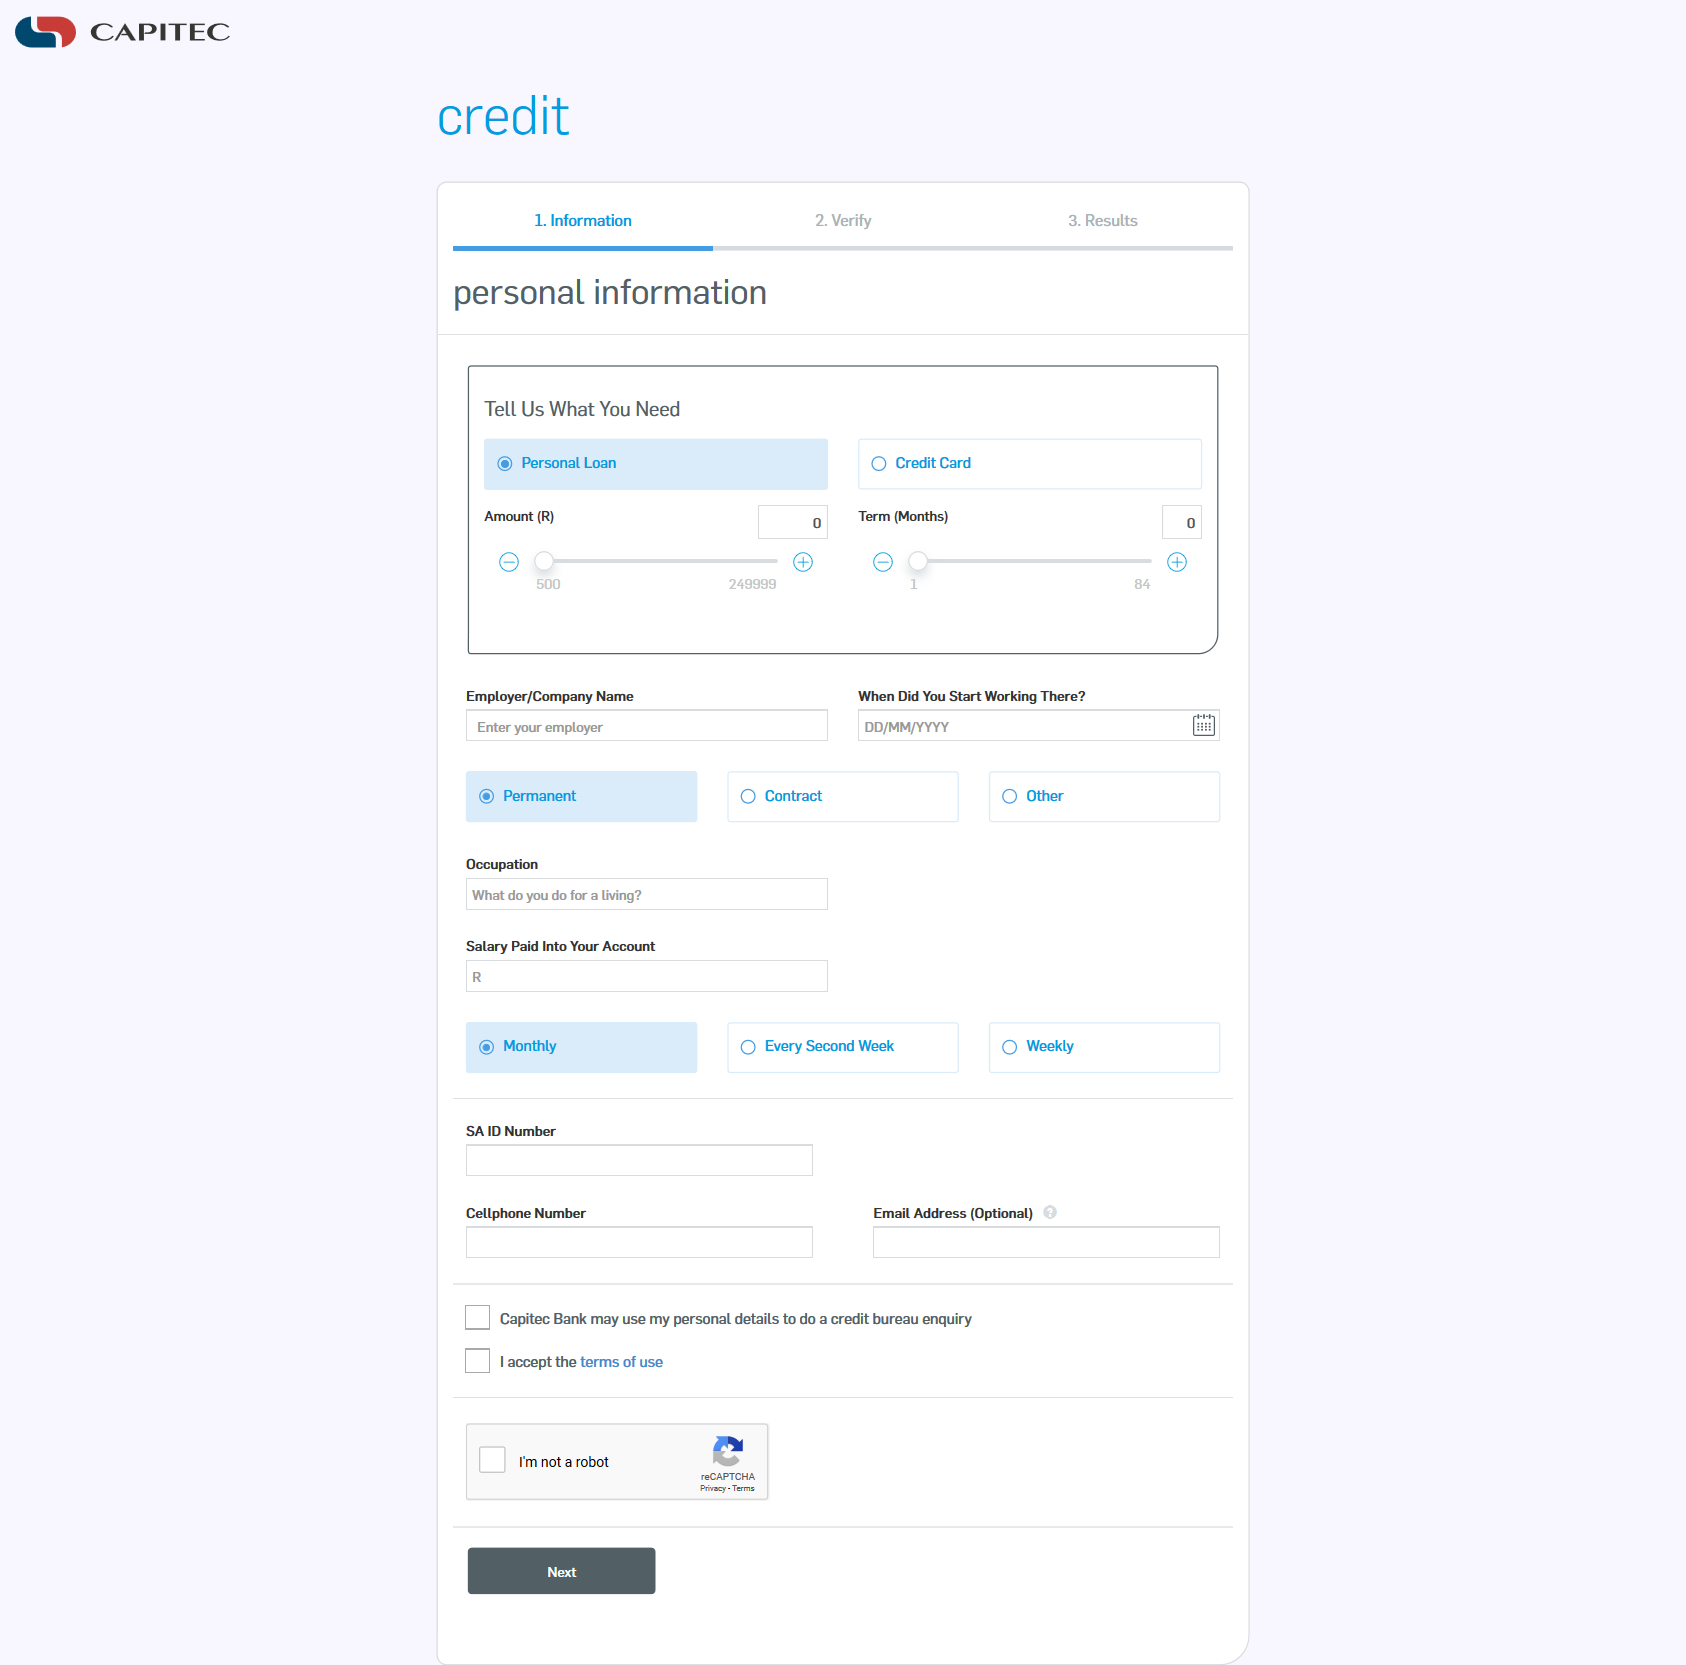 CAPITEC
credit
1. Information 2. Verify 3. Results
personal information
Tell Us What You Need
Personal Loan Credit Card
Amount (R) 0 Term (Months) 0
500 249999 1 84
Employer/Company Name When Did You Start Working There?
Enter your employer DD/MM/YYYY
Permanent Contract Other
Occupation
What do you do for a living?
Salary Paid Into Your Account
R
Monthly Every Second Week Weekly
SA ID Number
Cellphone Number Email Address (Optional) ?
Capitec Bank may use my personal details to do a credit bureau enquiry
I accept the terms of use
I'm not a robot
reCAPTCHA
Privacy - Terms
Next